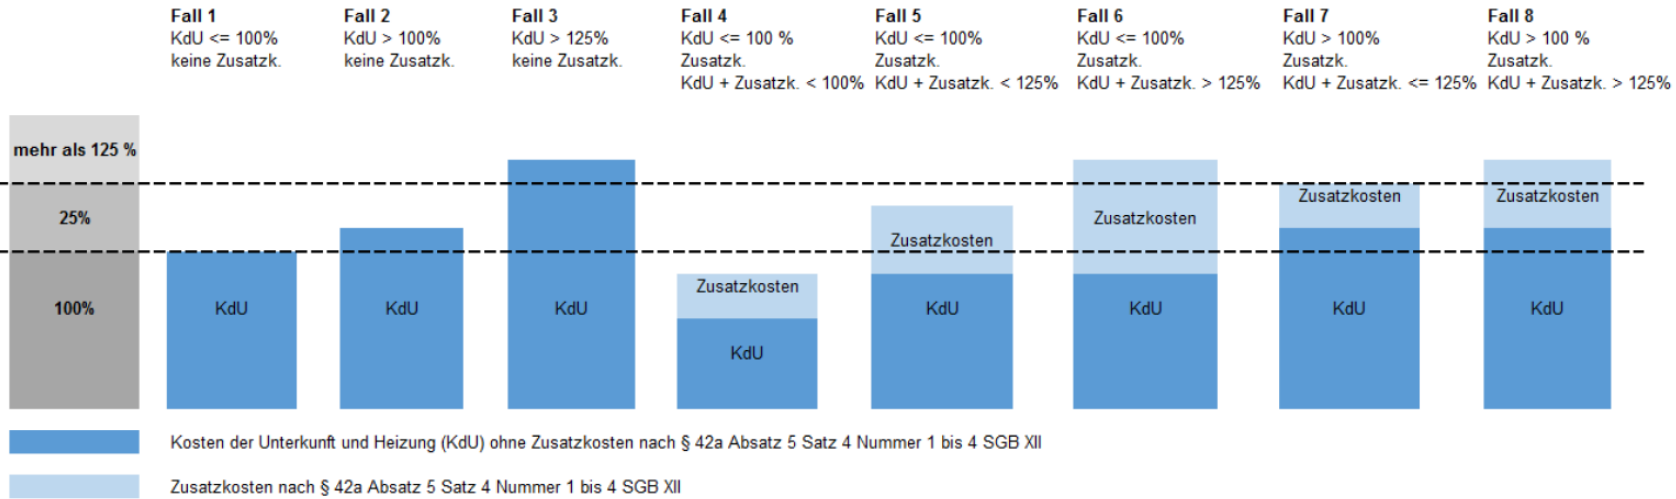 Fall 1
KdU <= 100%
keine Zusatzk.
Fall 2
KdU > 100%
keine Zusatzk.
Fall 3
KdU > 125%
keine Zusatzk.
Fall 4
KdU <= 100 %
Zusatzk.
KdU + Zusatzk. < 100%
Fall 5
KdU <= 100%
Zusatzk.
KdU + Zusatzk. < 125%
Fall 6
KdU <= 100%
Zusatzk.
KdU + Zusatzk. > 125%
Fall 7
KdU > 100%
Zusatzk.
KdU + Zusatzk. <= 125%
Fall 8
KdU > 100 %
Zusatzk.
KdU + Zusatzk. > 125%
mehr als 125 %
25%
100%
KdU
KdU
KdU
Zusatzkosten
KdU
Zusatzkosten
KdU
Zusatzkosten
KdU
Zusatzkosten
KdU
Zusatzkosten
KdU
Kosten der Unterkunft und Heizung (KdU) ohne Zusatzkosten nach § 42a Absatz 5 Satz 4 Nummer 1 bis 4 SGB XII
Zusatzkosten nach § 42a Absatz 5 Satz 4 Nummer 1 bis 4 SGB XII